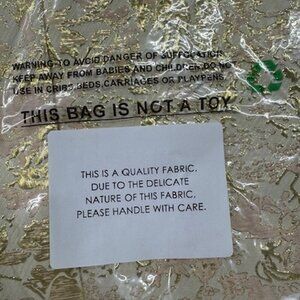 WARNING: TO AVOID DANGER OF SUFFOCATION
KEEP AWAY FROM BABIES AND CHILDREN. DO NOT
USE IN CRIBS, BEDS, CARRIAGES OR PLAYPENS.
THIS BAG IS NOT A TOY
THIS IS A QUALITY FABRIC.
DUE TO THE DELICATE
NATURE OF THIS FABRIC,
PLEASE HANDLE WITH CARE.